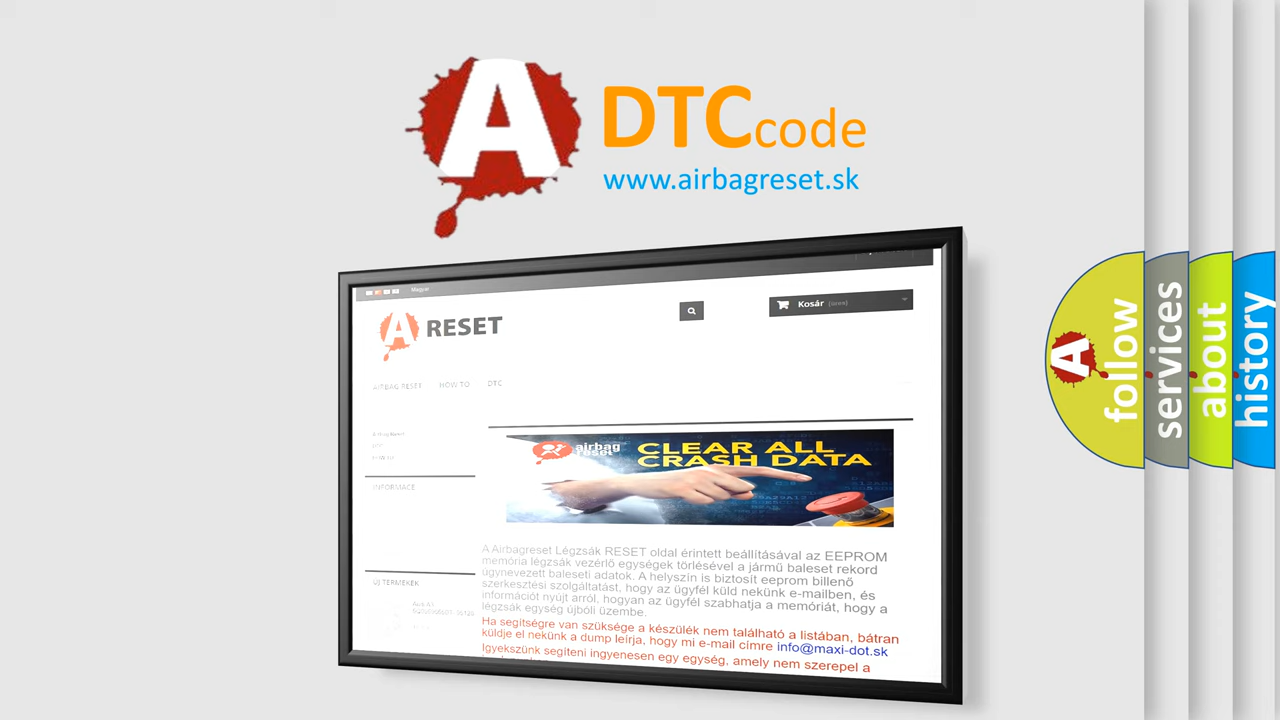 A
DTC code
www.airbagreset.sk
Magyar
A RESET
Kosár
AIRBAG RESET HOW TO DTC
INFORMACE
ÚJ TERMÉKEK
airbag
reset
CLEAR ALL
CRASH DATA
A Airbagreset Légzsák RESET oldal érintett beállításával az EEPROM
memória légzsák vezérlő egységek törlésével a jármű baleset rekord
úgynevezett baleseti adatok. A helyszín is biztosít eeprom billenő
szerkesztési szolgáltatást, hogy az ügyfél küld nekünk e-mailben, és
információt nyújt arról, hogyan az ügyfél szabhatja a memóriát, hogy a
légzsák egység újbóli üzembe.
Ha segítségre van szüksége a készülék nem található a listában, bátran
küldje el nekünk a dump leírja, hogy mi e-mail címre info@maxi-dot.sk
Igyekszünk segíteni ingyenesen egy egység, amely nem szerepel a
A
follow
services
about
history